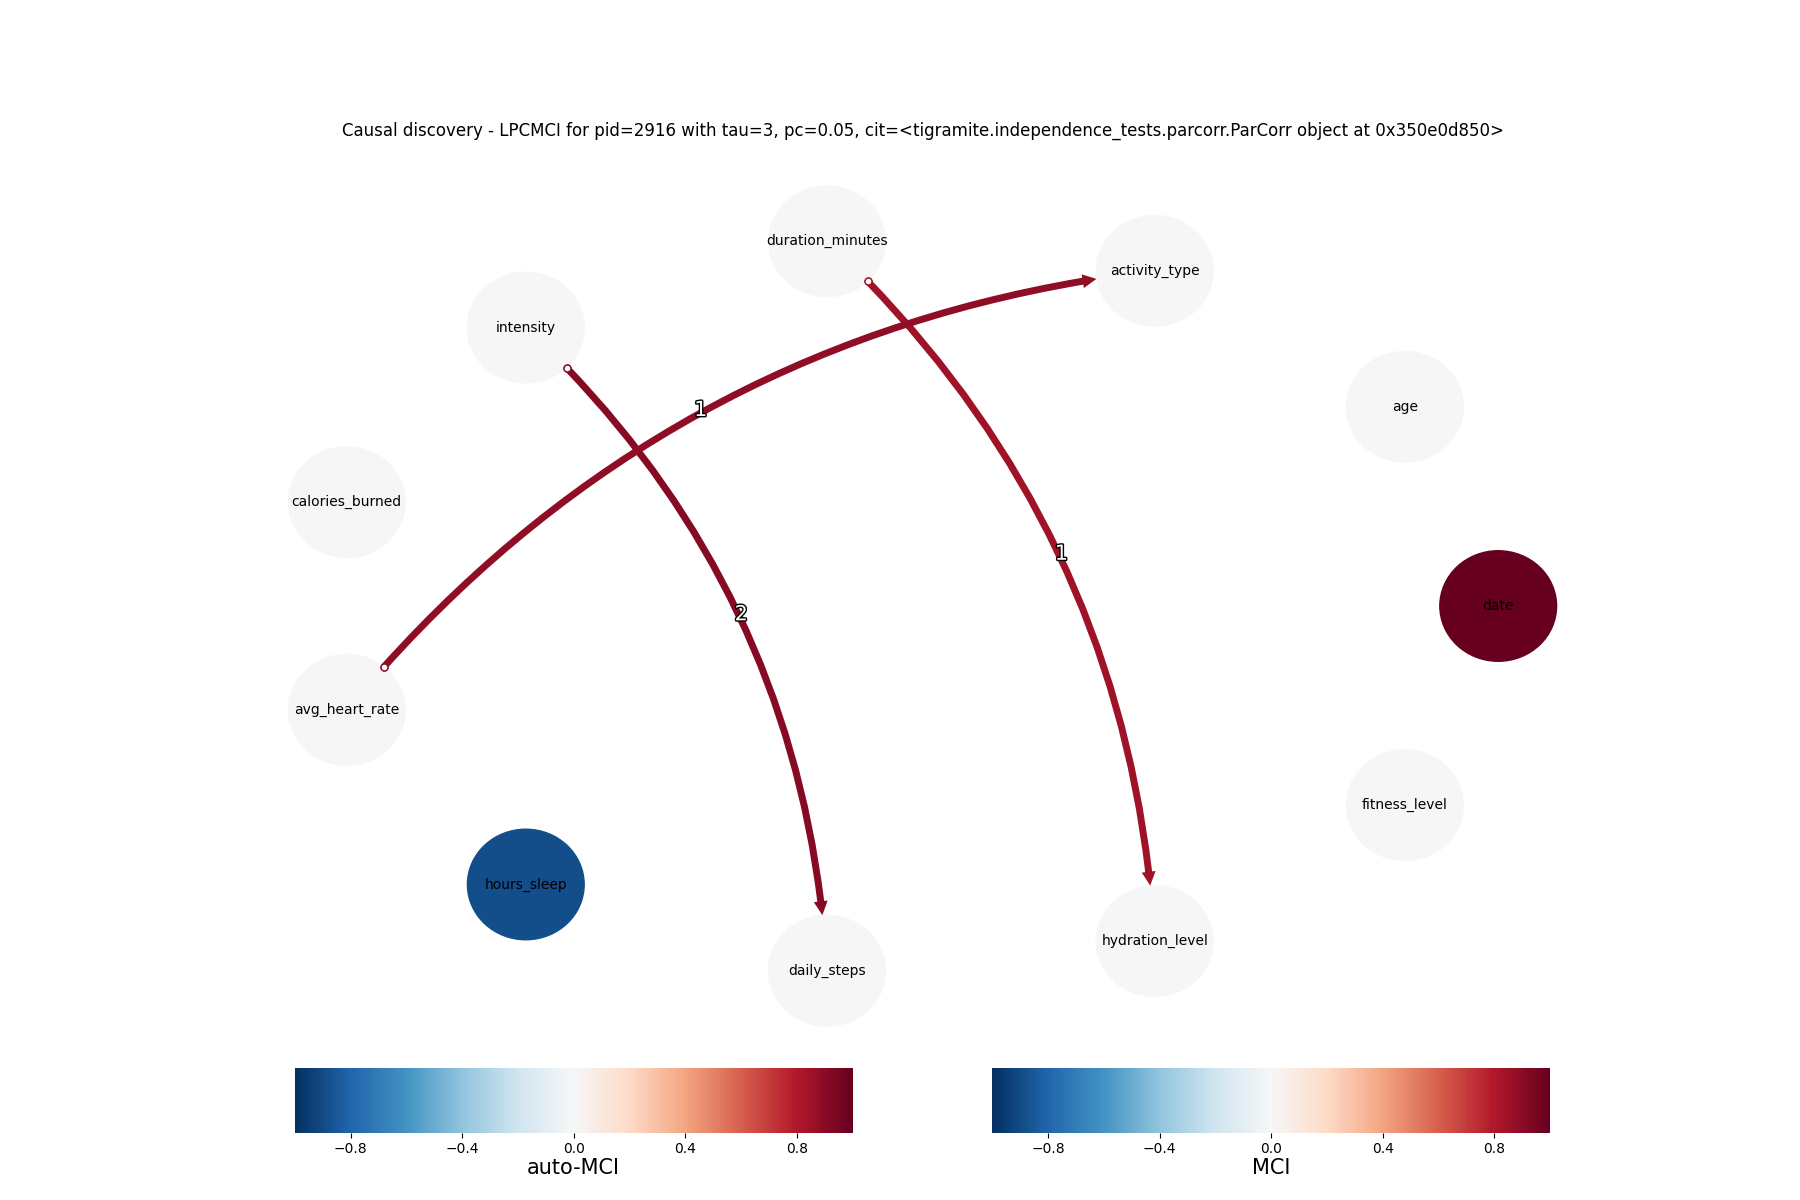 Causal discovery - LPCMCI for pid=2916 with tau=3, pc=0.05, cit=<tigramite.independence_tests.parcorr.ParCorr object at 0x350e0d850>
duration_minutes
activity_type
intensity
age
1
calories_burned
1
date
2
avg_heart_rate
fitness_level
hours_sleep
hydration_level
daily_steps
−0.8 −0.4 0.0 0.4 0.8
auto-MCI
−0.8 −0.4 0.0 0.4 0.8
MCI